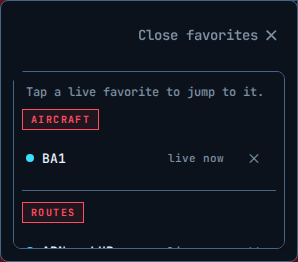 Close favorites ×
Tap a live favorite to jump to it.
AIRCRAFT
BA1 live now ×
ROUTES